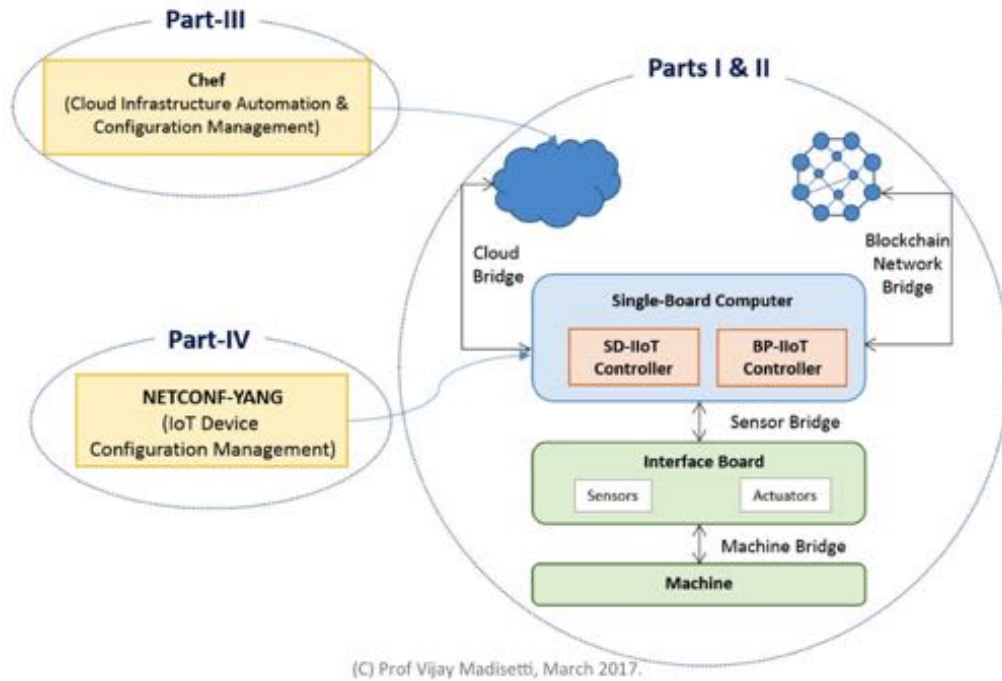 Part-III
Chef
(Cloud Infrastructure Automation &
Configuration Management)
Parts I & II
Cloud
Bridge
Blockchain
Network
Bridge
Single-Board Computer
SD-IIoT
Controller
BP-IIoT
Controller
Part-IV
NETCONF-YANG
(IoT Device
Configuration Management)
Sensor Bridge
Interface Board
Sensors
Actuators
Machine Bridge
Machine
(C) Prof Vijay Madisetti, March 2017.